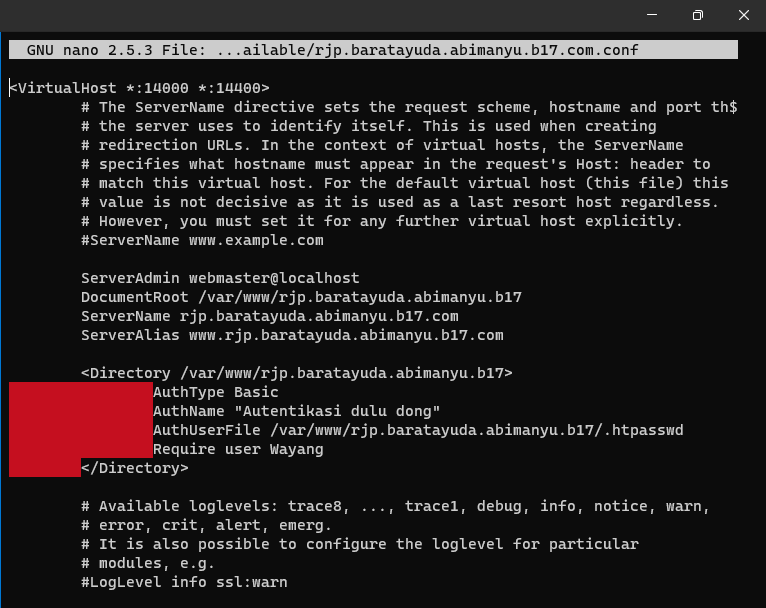 GNU nano 2.5.3 File: ...ailable/rjp.baratayuda.abimanyu.b17.com.conf
<VirtualHost *:14000 *:14400>
# The ServerName directive sets the request scheme, hostname and port th$
# the server uses to identify itself. This is used when creating
# redirection URLs. In the context of virtual hosts, the ServerName
# specifies what hostname must appear in the request's Host: header to
# match this virtual host. For the default virtual host (this file) this
# value is not decisive as it is used as a last resort host regardless.
# However, you must set it for any further virtual host explicitly.
#ServerName www.example.com
ServerAdmin webmaster@localhost
DocumentRoot /var/www/rjp.baratayuda.abimanyu.b17
ServerName rjp.baratayuda.abimanyu.b17.com
ServerAlias www.rjp.baratayuda.abimanyu.b17.com
<Directory /var/www/rjp.baratayuda.abimanyu.b17>
AuthType Basic
AuthName "Autentikasi dulu dong"
AuthUserFile /var/www/rjp.baratayuda.abimanyu.b17/.htpasswd
Require user Wayang
</Directory>
# Available loglevels: trace8, ..., trace1, debug, info, notice, warn,
# error, crit, alert, emerg.
# It is also possible to configure the loglevel for particular
# modules, e.g.
#LogLevel info ssl:warn